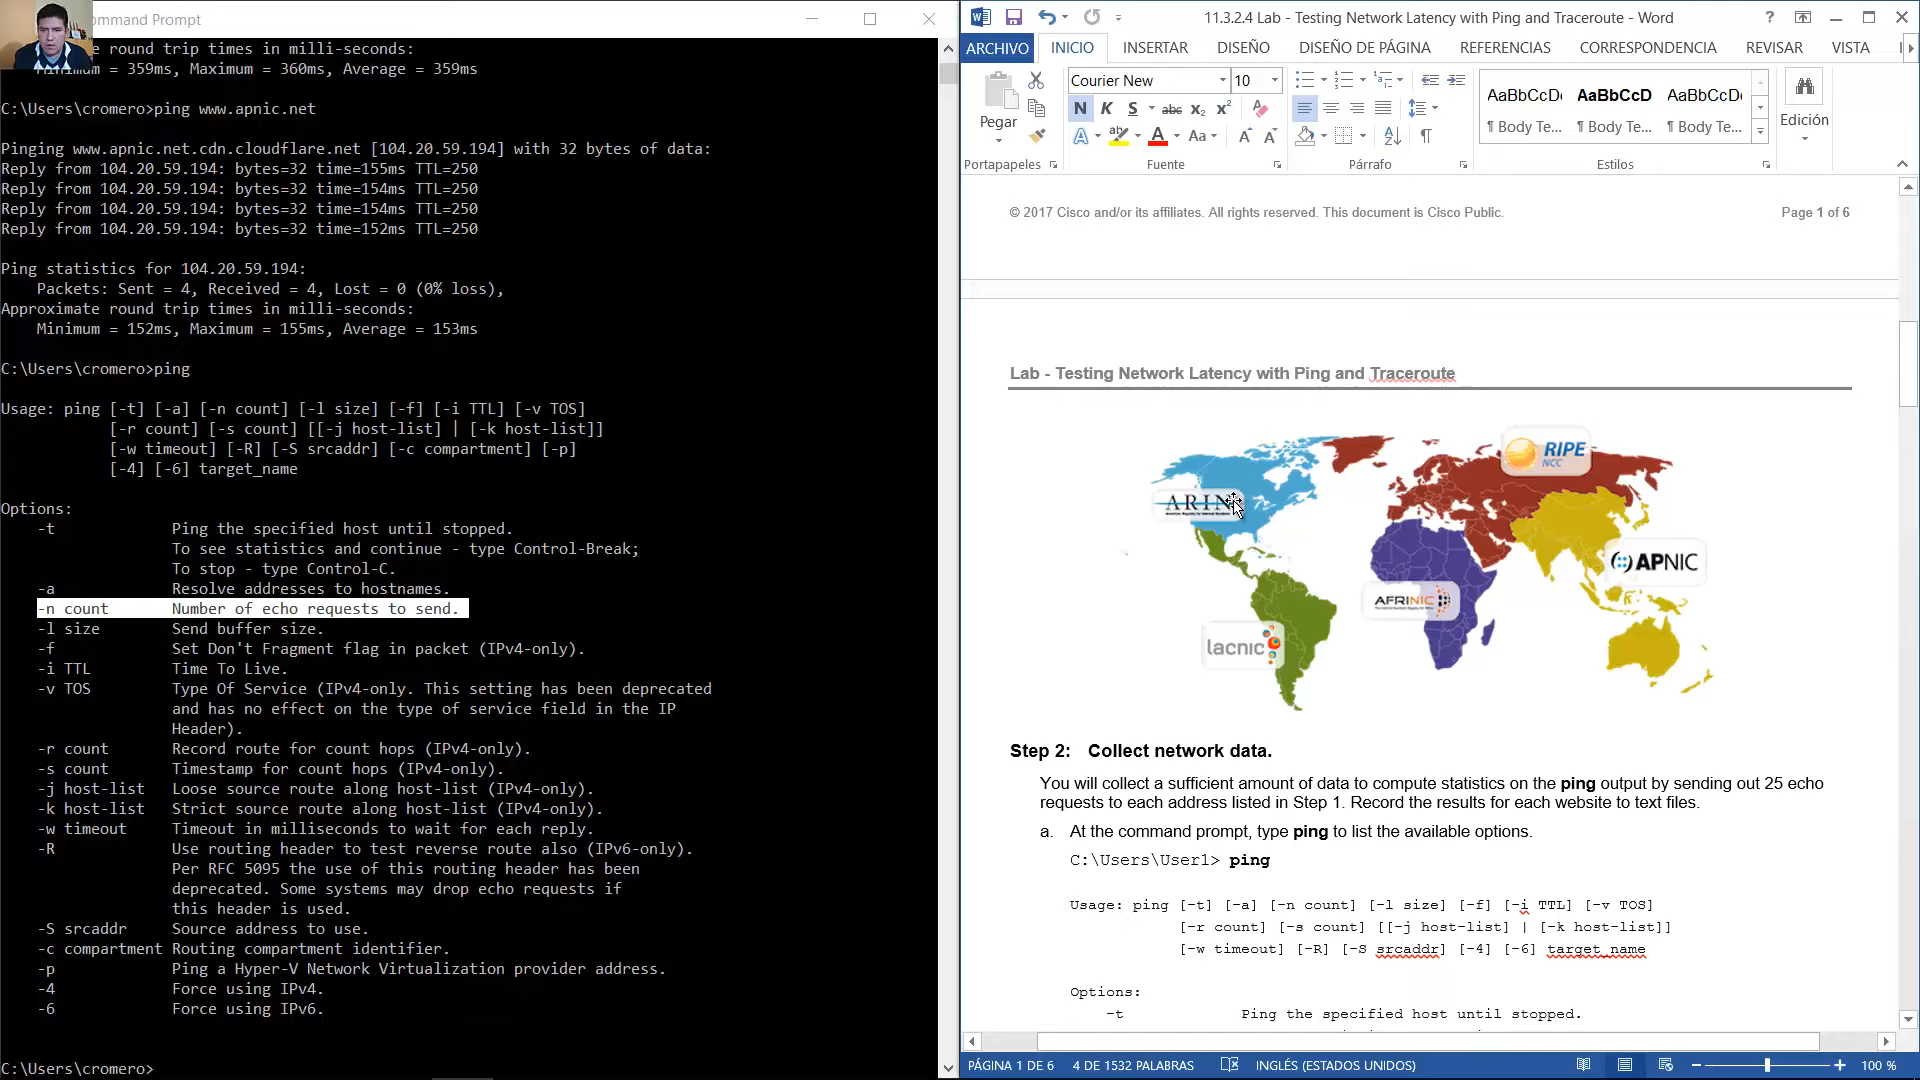 Command Prompt
e round trip times in milli-seconds:
Minimum = 359ms, Maximum = 360ms, Average = 359ms
C:\Users\cromero>ping www.apnic.net
Pinging www.apnic.net.cdn.cloudflare.net [104.20.59.194] with 32 bytes of data:
Reply from 104.20.59.194: bytes=32 time=155ms TTL=250
Reply from 104.20.59.194: bytes=32 time=154ms TTL=250
Reply from 104.20.59.194: bytes=32 time=154ms TTL=250
Reply from 104.20.59.194: bytes=32 time=152ms TTL=250
Ping statistics for 104.20.59.194:
Packets: Sent = 4, Received = 4, Lost = 0 (0% loss),
Approximate round trip times in milli-seconds:
Minimum = 152ms, Maximum = 155ms, Average = 153ms
C:\Users\cromero>ping
Usage: ping [-t] [-a] [-n count] [-l size] [-f] [-i TTL] [-v TOS]
[-r count] [-s count] [[-j host-list] | [-k host-list]]
[-w timeout] [-R] [-S srcaddr] [-c compartment] [-p]
[-4] [-6] target_name
Options:
-t Ping the specified host until stopped.
To see statistics and continue - type Control-Break;
To stop - type Control-C.
-a Resolve addresses to hostnames.
-n count Number of echo requests to send.
-l size Send buffer size.
-f Set Don't Fragment flag in packet (IPv4-only).
-i TTL Time To Live.
-v TOS Type Of Service (IPv4-only. This setting has been deprecated
and has no effect on the type of service field in the IP
Header).
-r count Record route for count hops (IPv4-only).
-s count Timestamp for count hops (IPv4-only).
-j host-list Loose source route along host-list (IPv4-only).
-k host-list Strict source route along host-list (IPv4-only).
-w timeout Timeout in milliseconds to wait for each reply.
-R Use routing header to test reverse route also (IPv6-only).
Per RFC 5095 the use of this routing header has been
deprecated. Some systems may drop echo requests if
this header is used.
-S srcaddr Source address to use.
-c compartment Routing compartment identifier.
-p Ping a Hyper-V Network Virtualization provider address.
-4 Force using IPv4.
-6 Force using IPv6.
C:\Users\cromero>
11.3.2.4 Lab - Testing Network Latency with Ping and Traceroute - Word
ARCHIVO INICIO INSERTAR DISEÑO DISEÑO DE PÁGINA REFERENCIAS CORRESPONDENCIA REVISAR VISTA
Courier New 10
N K S abc x₂ x²
Pegar
Aa
AaBbCcDc AaBbCcD AaBbCcDc
¶ Body Te... ¶ Body Te... ¶ Body Te...
Edición
Portapapeles Fuente Párrafo Estilos
© 2017 Cisco and/or its affiliates. All rights reserved. This document is Cisco Public. Page 1 of 6
Lab - Testing Network Latency with Ping and Traceroute
RIPE
NCC
ARIN
APNIC
AFRINIC
lacnic
Step 2: Collect network data.
You will collect a sufficient amount of data to compute statistics on the ping output by sending out 25 echo
requests to each address listed in Step 1. Record the results for each website to text files.
a. At the command prompt, type ping to list the available options.
C:\Users\User1> ping
Usage: ping [-t] [-a] [-n count] [-l size] [-f] [-i TTL] [-v TOS]
[-r count] [-s count] [[-j host-list] | [-k host-list]]
[-w timeout] [-R] [-S srcaddr] [-4] [-6] target_name
Options:
-t Ping the specified host until stopped.
PÁGINA 1 DE 6 4 DE 1532 PALABRAS INGLÉS (ESTADOS UNIDOS) 100 %